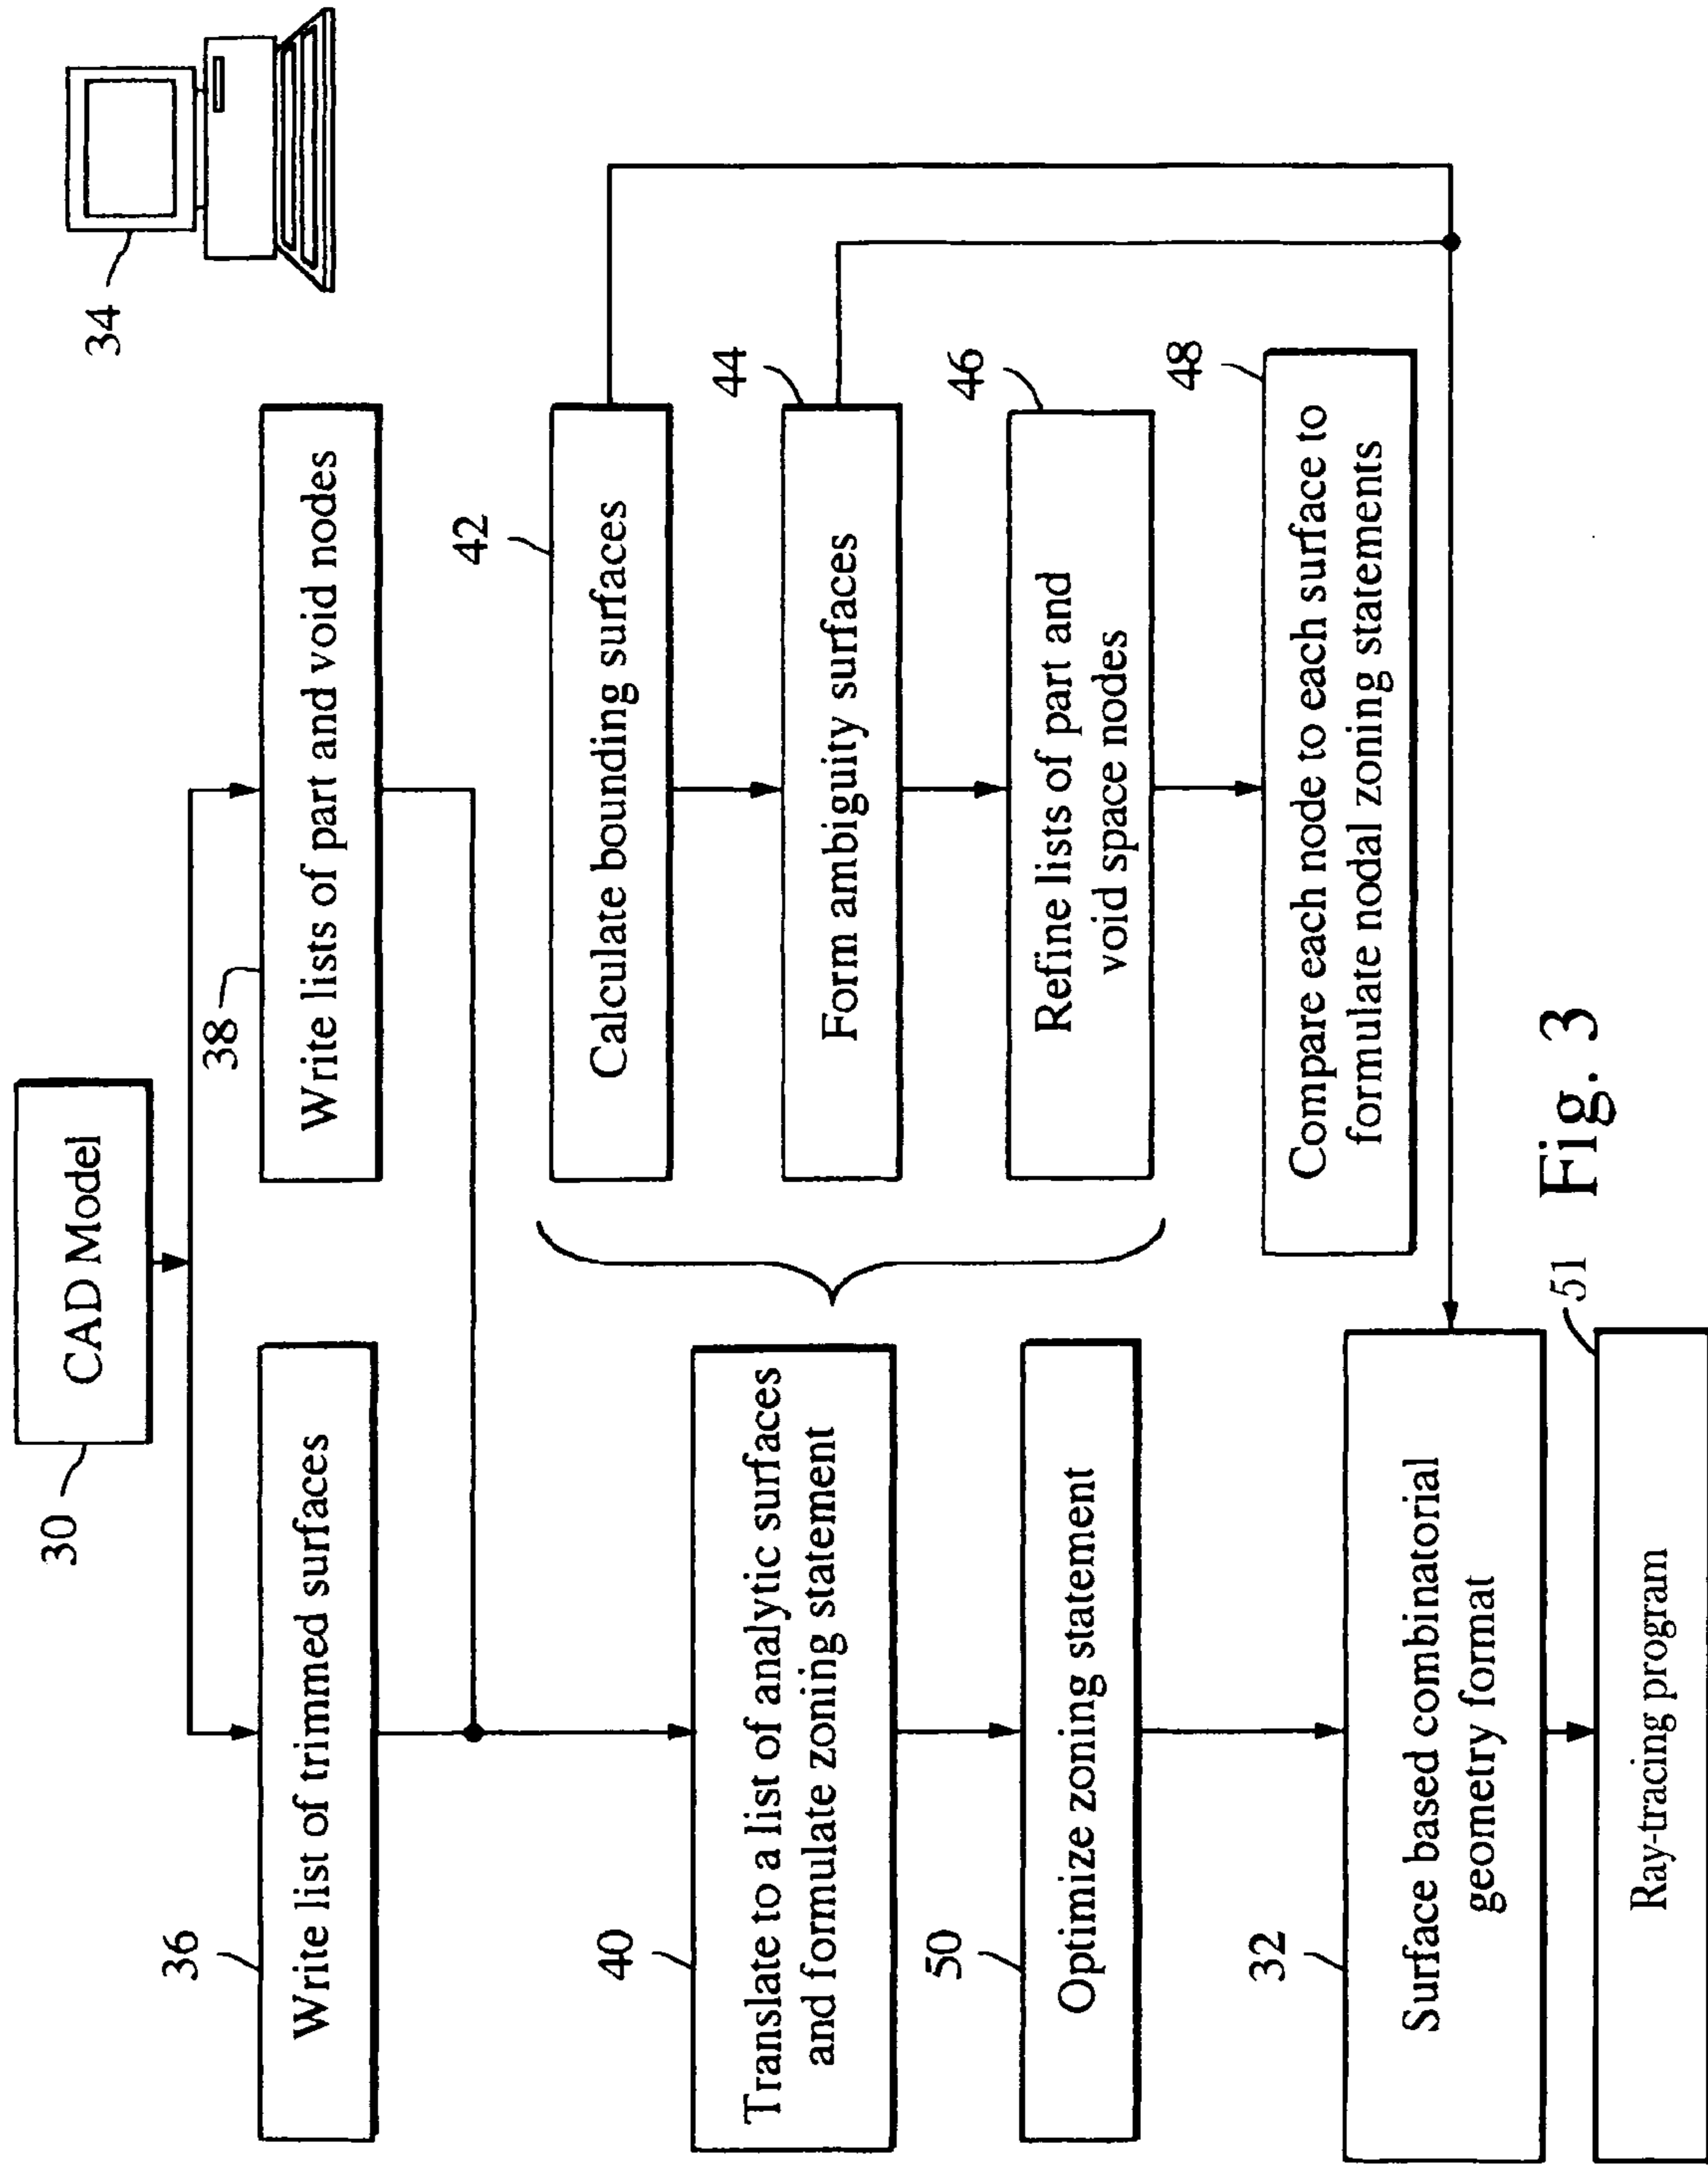 30
CAD Model
34
36
Write list of trimmed surfaces
38
Write lists of part and void nodes
40
Translate to a list of analytic surfaces
and formulate zoning statement
42
Calculate bounding surfaces
44
Form ambiguity surfaces
46
Refine lists of part and
void space nodes
48
Compare each node to each surface to
formulate nodal zoning statements
50
Optimize zoning statement
32
Surface based combinatorial
geometry format
51
Ray-tracing program
Fig. 3